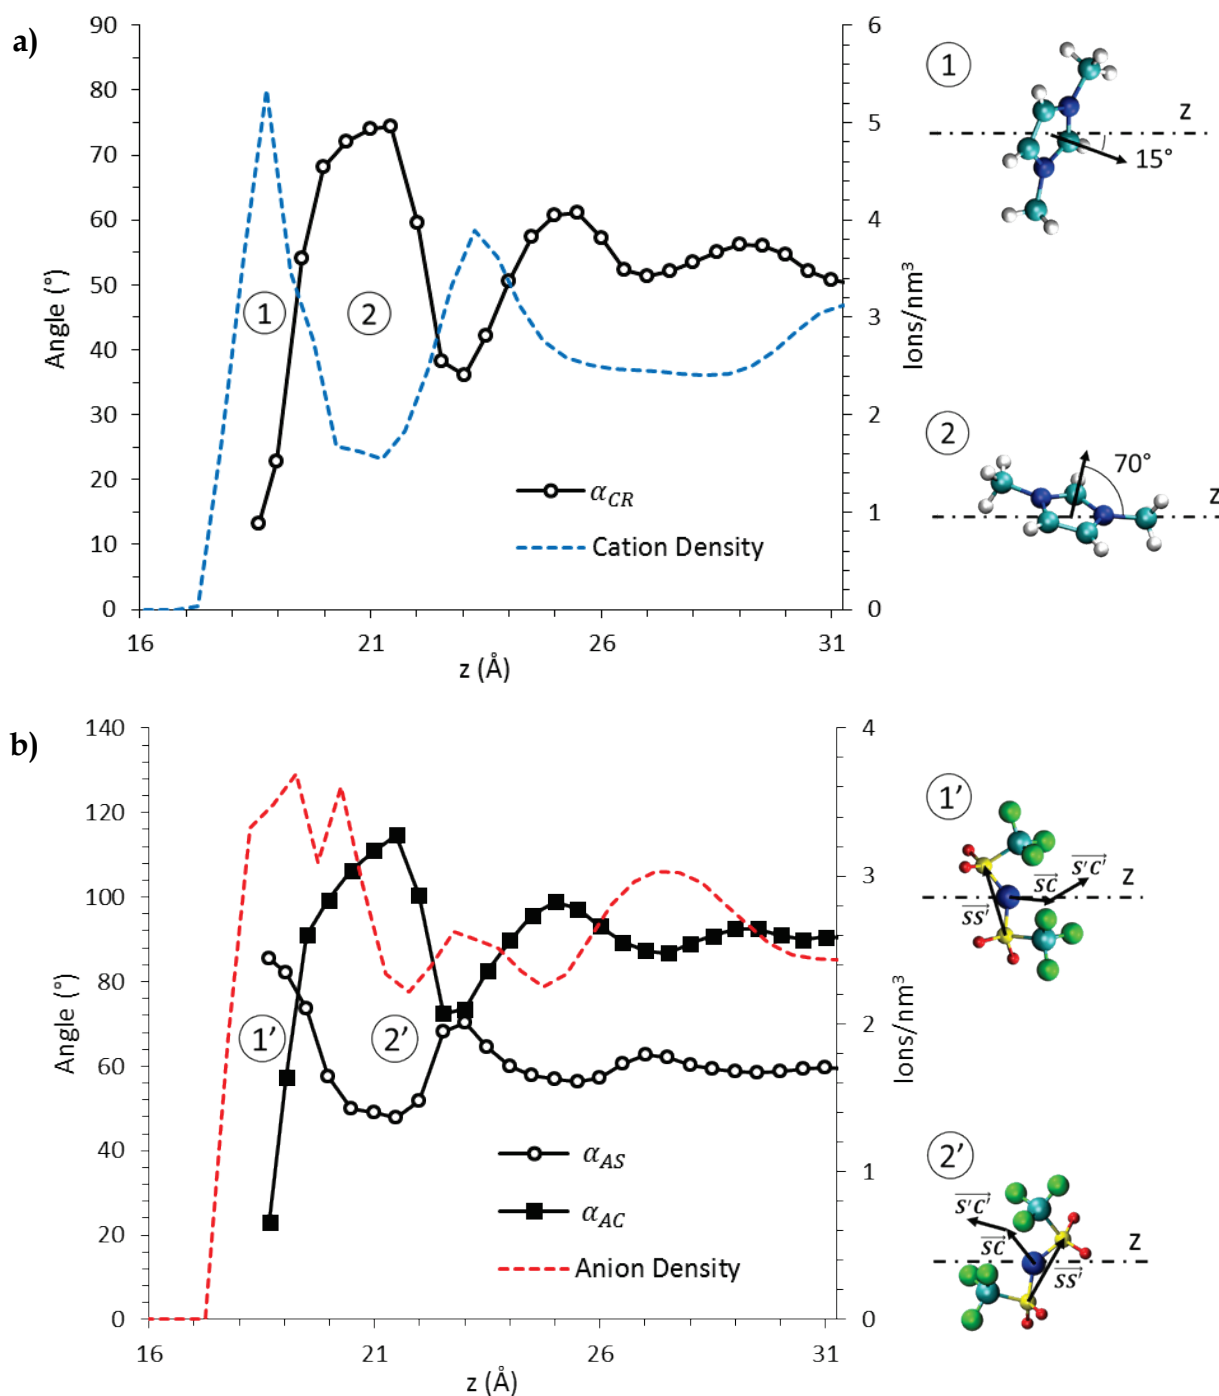 a)
90
80
70
60
50
40
30
20
10
0
Angle (°)
6
5
4
3
2
1
0
Ions/nm³
16
21
26
31
z (Å)
1
2
α_CR
Cation Density
1
z
15°
2
70°
z
b)
140
120
100
80
60
40
20
0
Angle (°)
4
3
2
1
0
Ions/nm³
16
21
26
31
z (Å)
1'
2'
α_AS
α_AC
Anion Density
1'
S'C'
SC
SS'
z
2'
S'C'
SC
SS'
z